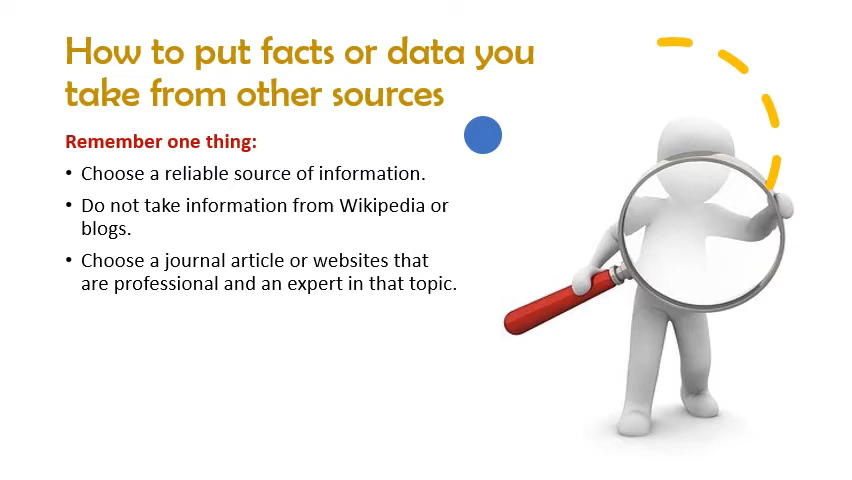 How to put facts or data you
take from other sources
Remember one thing:
• Choose a reliable source of information.
• Do not take information from Wikipedia or
blogs.
• Choose a journal article or websites that
are professional and an expert in that topic.